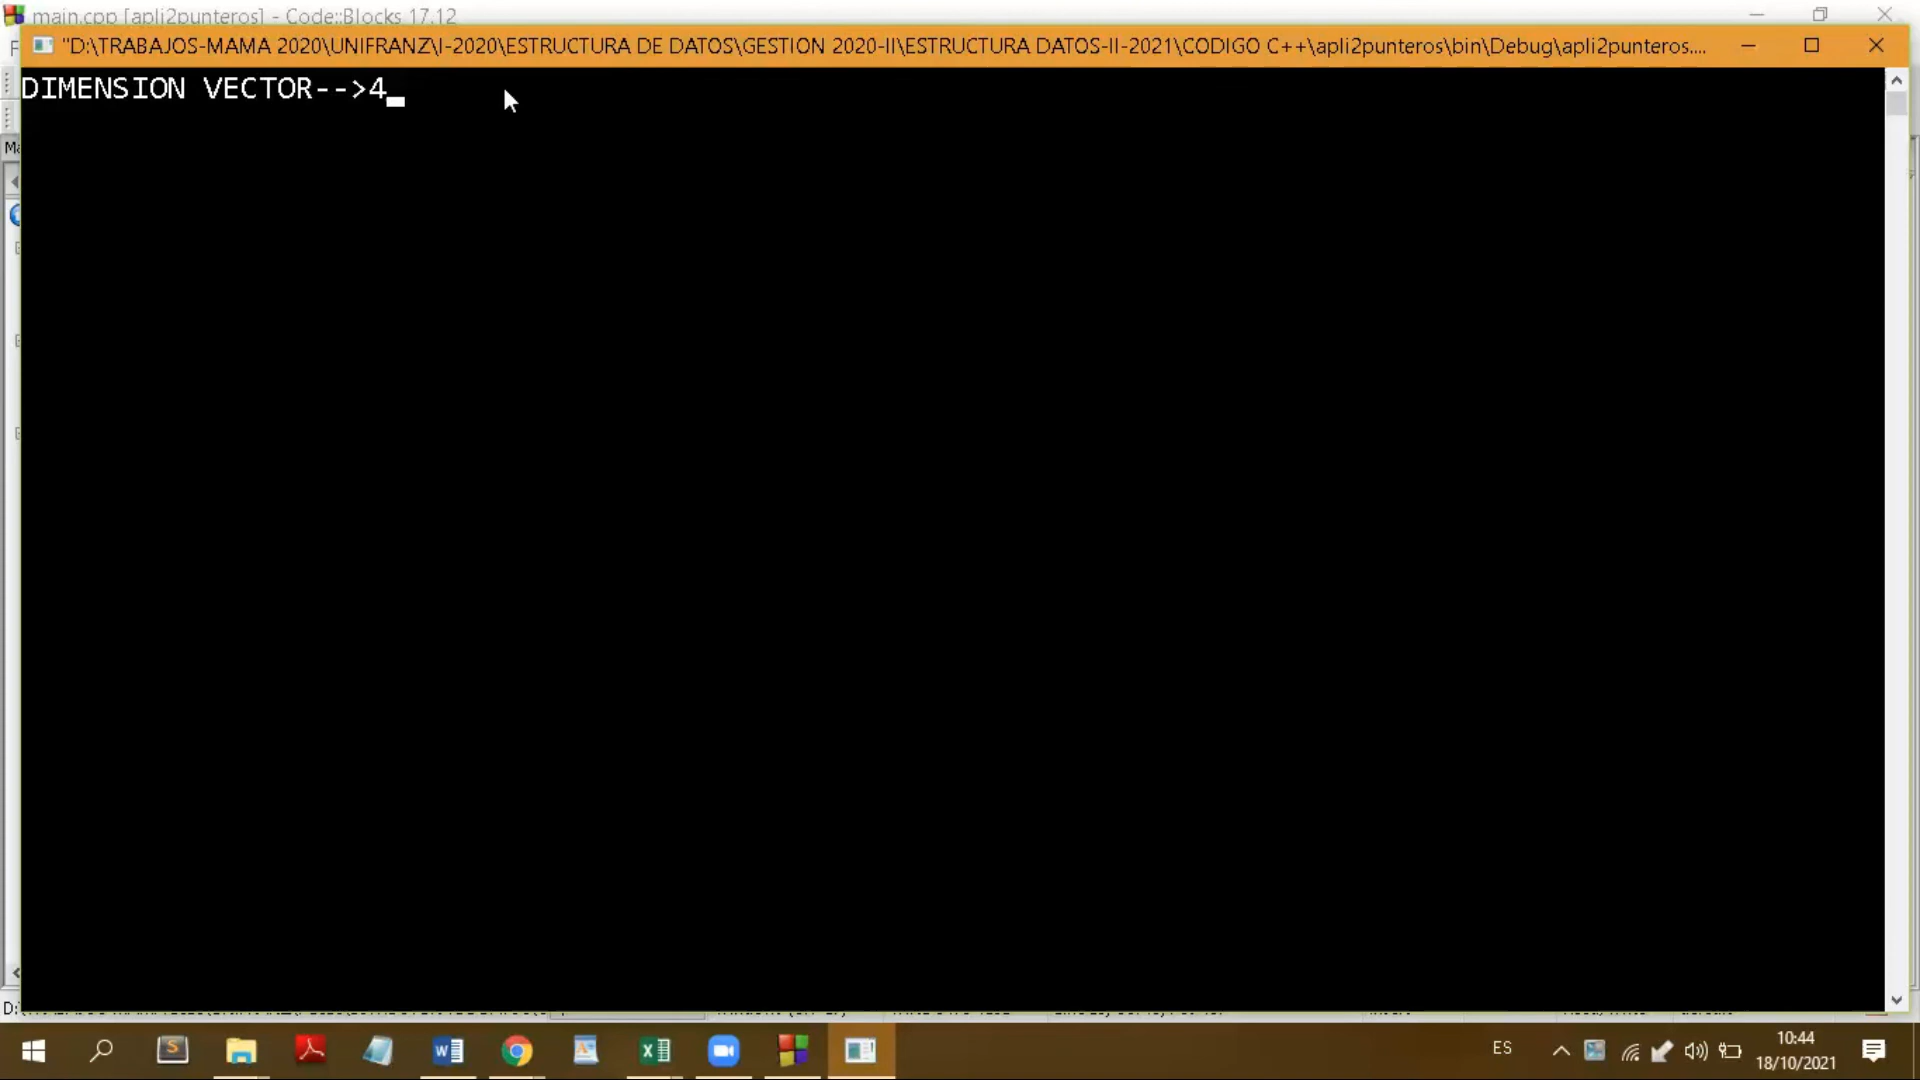 main.cpp [apli2punteros] - Code::Blocks 17.12
"D:\TRABAJOS-MAMA 2020\UNIFRANZ\I-2020\ESTRUCTURA DE DATOS\GESTION 2020-II\ESTRUCTURA DATOS-II-2021\CODIGO C++\apli2punteros\bin\Debug\apli2punteros....
DIMENSION VECTOR-->4
ES
10:44
18/10/2021